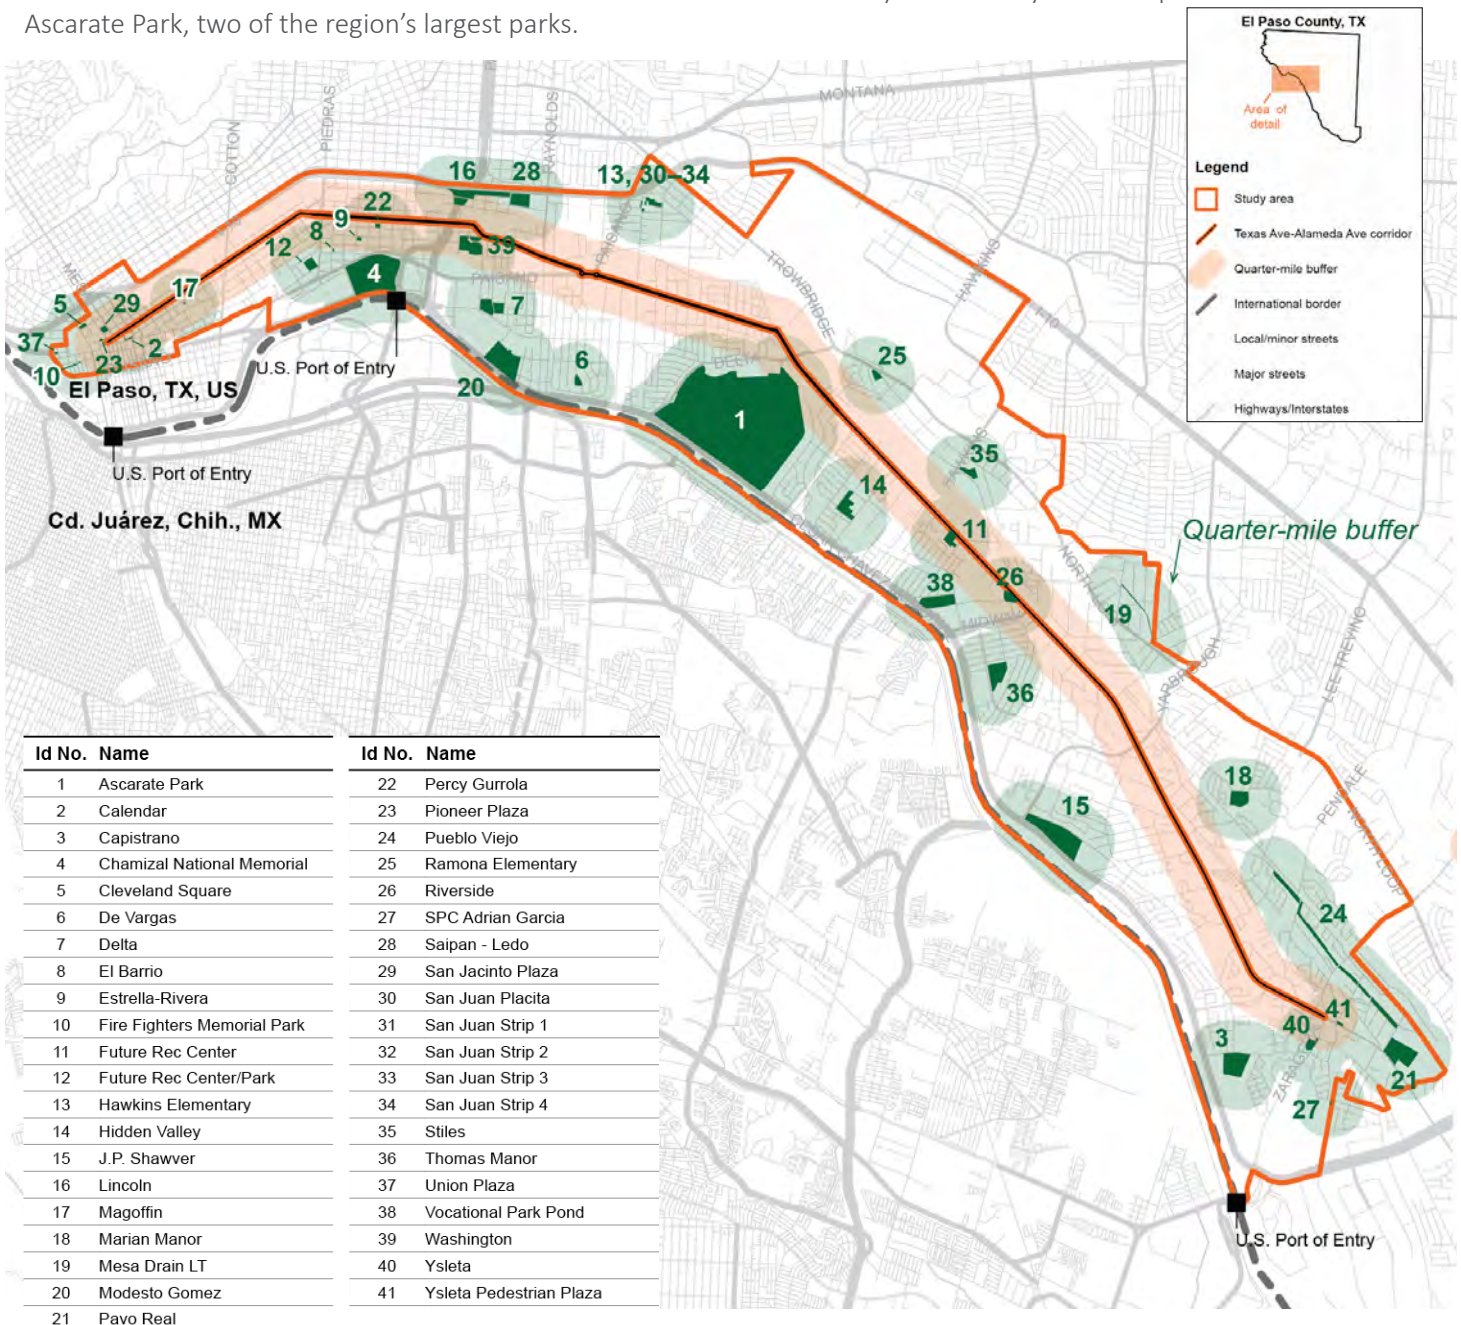 Ascarate Park, two of the region’s largest parks.
El Paso County, TX
Area of
detail
Legend
Study area
Texas Ave-Alameda Ave corridor
Quarter-mile buffer
International border
Local/minor streets
Major streets
Highways/Interstates
MONTANA
PIEDRAS
RAYNOLDS
COTTON
16
28
13, 30–34
22
9
8
12
39
PAISANO
4
17
MESA
5
29
7
TROWBRIDGE
HAWKINS
I-10
37
23
2
10
El Paso, TX, US
U.S. Port of Entry
6
20
DELTA
25
1
U.S. Port of Entry
Cd. Juárez, Chih., MX
35
14
11
Quarter-mile buffer
38
26
MIDWAY
19
YARBROUGH
LEE TREVINO
36
18
15
PENDALE
NORTH LOOP
24
41
40
3
21
27
U.S. Port of Entry
Id No. Name
1 Ascarate Park
2 Calendar
3 Capistrano
4 Chamizal National Memorial
5 Cleveland Square
6 De Vargas
7 Delta
8 El Barrio
9 Estrella-Rivera
10 Fire Fighters Memorial Park
11 Future Rec Center
12 Future Rec Center/Park
13 Hawkins Elementary
14 Hidden Valley
15 J.P. Shawver
16 Lincoln
17 Magoffin
18 Marian Manor
19 Mesa Drain LT
20 Modesto Gomez
21 Pavo Real
Id No. Name
22 Percy Gurrola
23 Pioneer Plaza
24 Pueblo Viejo
25 Ramona Elementary
26 Riverside
27 SPC Adrian Garcia
28 Saipan - Ledo
29 San Jacinto Plaza
30 San Juan Placita
31 San Juan Strip 1
32 San Juan Strip 2
33 San Juan Strip 3
34 San Juan Strip 4
35 Stiles
36 Thomas Manor
37 Union Plaza
38 Vocational Park Pond
39 Washington
40 Ysleta
41 Ysleta Pedestrian Plaza